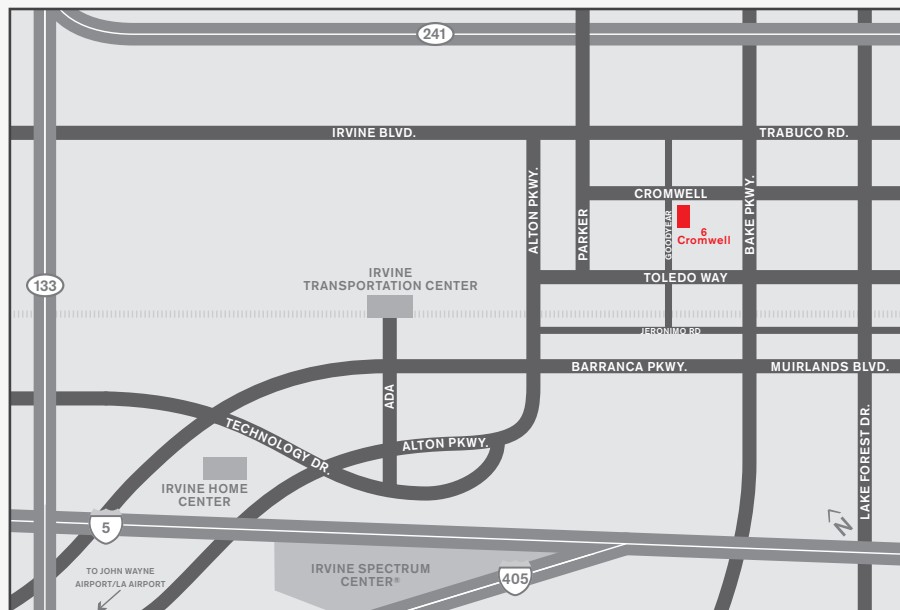 241
IRVINE BLVD.
TRABUCO RD.
ALTON PKWY.
PARKER
CROMWELL
GOODYEAR
6
Cromwell
BAKE PKWY.
TOLEDO WAY
133
IRVINE
TRANSPORTATION CENTER
JERONIMO RD
BARRANCA PKWY.
MUIRLANDS BLVD.
ADA
TECHNOLOGY DR.
ALTON PKWY.
LAKE FOREST DR.
IRVINE HOME
CENTER
5
N
TO JOHN WAYNE
AIRPORT/LA AIRPORT
IRVINE SPECTRUM
CENTER®
405